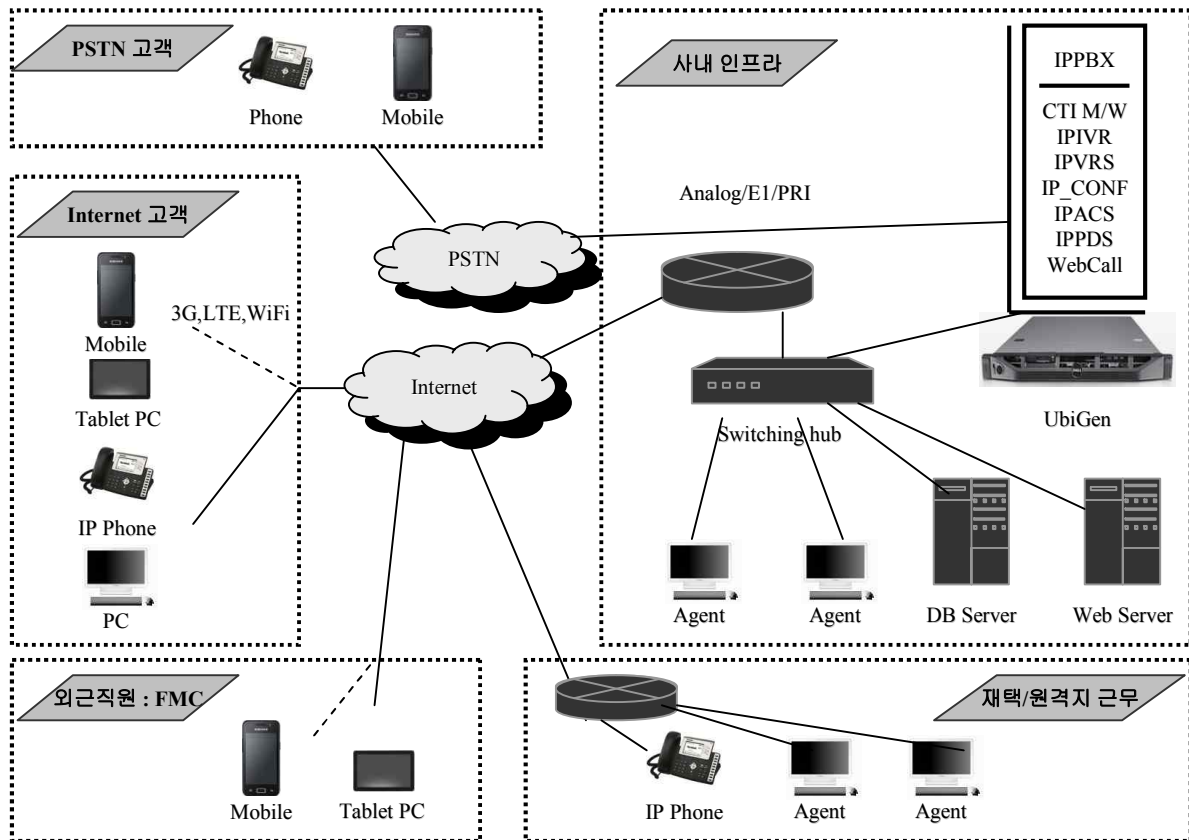 PSTN 고객
Phone
Mobile
Internet 고객
Mobile
3G,LTE,WiFi
Tablet PC
IP Phone
PC
PSTN
Internet
사내 인프라
Analog/E1/PRI
IPPBX
CTI M/W
IPIVR
IPVRS
IP_CONF
IPACS
IPPDS
WebCall
UbiGen
Switching hub
Agent
Agent
DB Server
Web Server
외근직원 : FMC
Mobile
Tablet PC
재택/원격지 근무
IP Phone
Agent
Agent